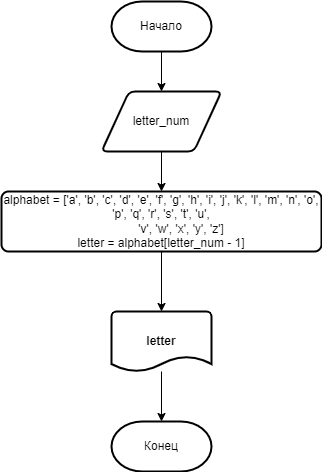 Начало
letter_num
alphabet = ['a', 'b', 'c', 'd', 'e', 'f', 'g', 'h', 'i', 'j', 'k', 'l', 'm', 'n', 'o',
'p', 'q', 'r', 's', 't', 'u',
'v', 'w', 'x', 'y', 'z']
letter = alphabet[letter_num - 1]
letter
Конец